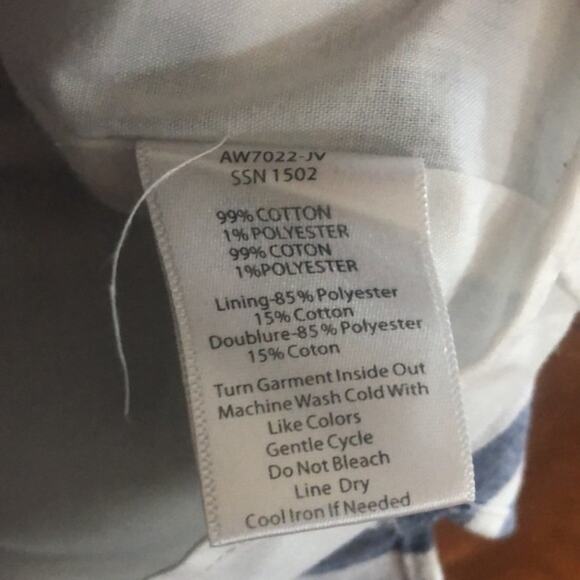 AW7022-JV
SSN 1502
99% COTTON
1% POLYESTER
99% COTON
1%POLYESTER
Lining-85% Polyester
15% Cotton
Doublure-85% Polyester
15% Coton
Turn Garment Inside Out
Machine Wash Cold With
Like Colors
Gentle Cycle
Do Not Bleach
Line Dry
Cool Iron If Needed